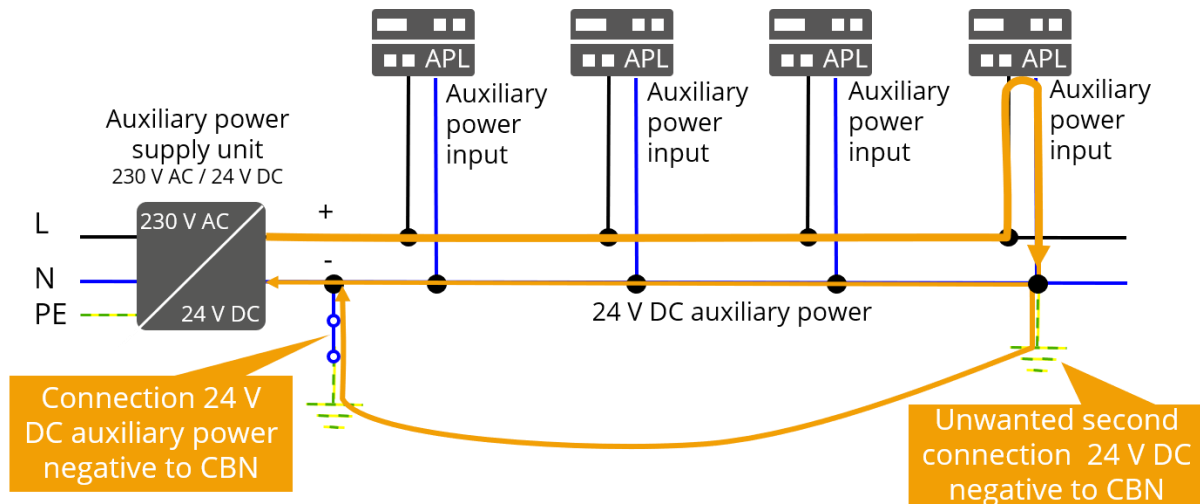 APL
APL
APL
APL
Auxiliary
power
input
Auxiliary
power
input
Auxiliary
power
input
Auxiliary
power
input
Auxiliary power
supply unit
230 V AC / 24 V DC
L
N
PE
230 V AC
24 V DC
+
-
24 V DC auxiliary power
Connection 24 V
DC auxiliary power
negative to CBN
Unwanted second
connection 24 V DC
negative to CBN